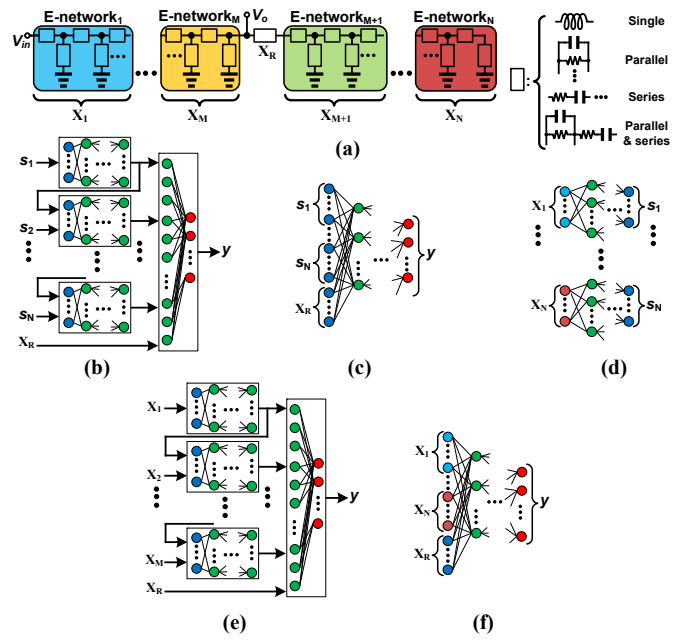 E-network1 E-networkM Vo E-networkM+1 E-networkN
Vin
XR
X1 XM XM+1 XN
Single
Parallel
Series
Parallel
& series
(a)
s1
s2
sN
XR
y
(b)
s1
sN
XR
y
(c)
X1 s1
XN sN
(d)
X1
X2
XM
XR
y
(e)
X1
XN
XR
y
(f)